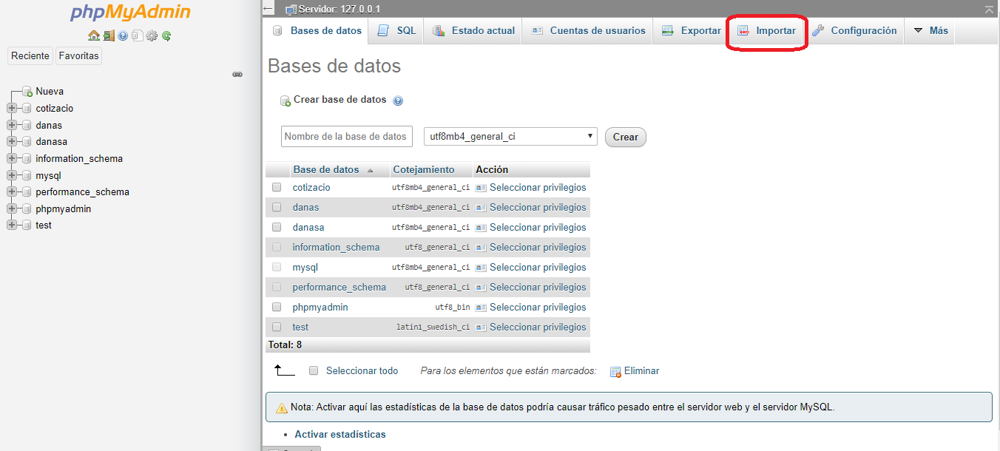 phpMyAdmin
Reciente Favoritas
Nueva
cotizacio
danas
danasa
information_schema
mysql
performance_schema
phpmyadmin
test
Servidor: 127.0.0.1
Bases de datos SQL Estado actual Cuentas de usuarios Exportar Importar Configuración Más
Bases de datos
Crear base de datos
Nombre de la base de datos utf8mb4_general_ci Crear
Base de datos Cotejamiento Acción
cotizacio utf8mb4_general_ci Seleccionar privilegios
danas utf8mb4_general_ci Seleccionar privilegios
danasa utf8mb4_general_ci Seleccionar privilegios
information_schema utf8_general_ci Seleccionar privilegios
mysql utf8mb4_general_ci Seleccionar privilegios
performance_schema utf8_general_ci Seleccionar privilegios
phpmyadmin utf8_bin Seleccionar privilegios
test latin1_swedish_ci Seleccionar privilegios
Total: 8
Seleccionar todo Para los elementos que están marcados: Eliminar
Nota: Activar aquí las estadísticas de la base de datos podría causar tráfico pesado entre el servidor web y el servidor MySQL.
• Activar estadísticas